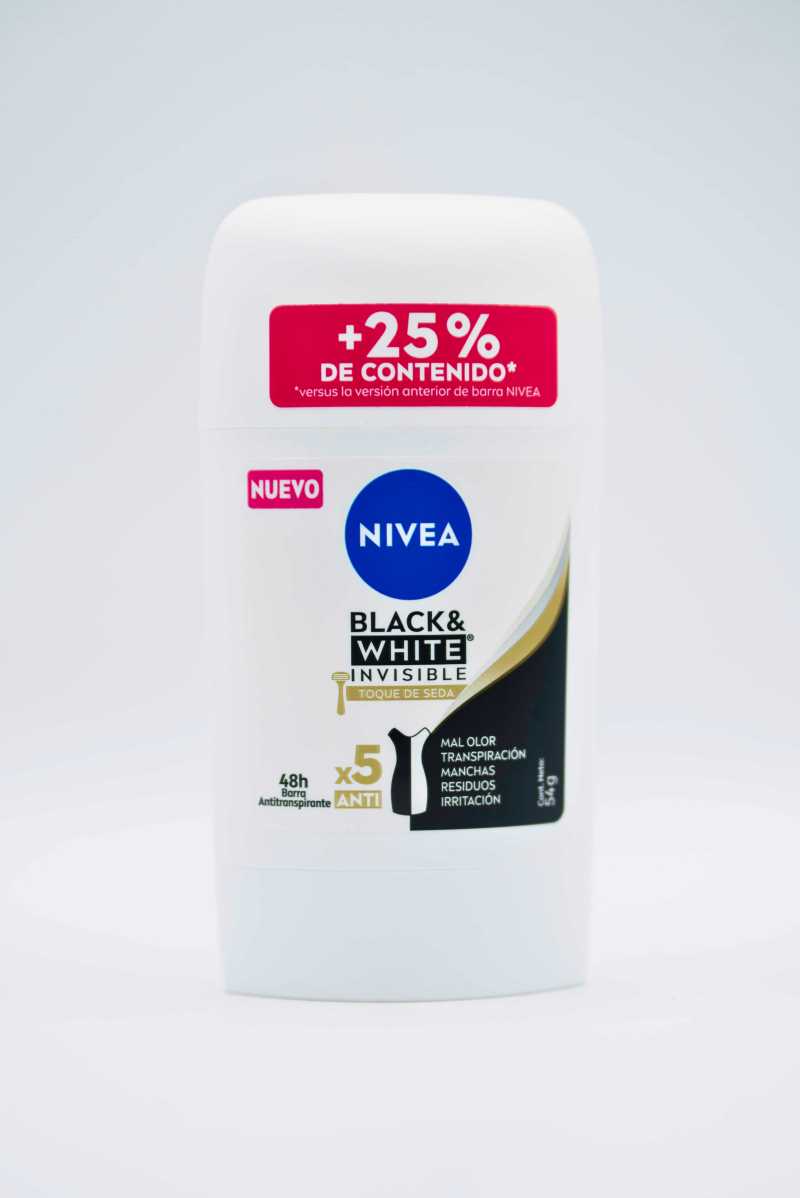 +25%
DE CONTENIDO*
*versus la versión anterior de barra NIVEA
NUEVO
NIVEA
BLACK&
WHITE®
INVISIBLE
TOQUE DE SEDA
48h
Barra
Antitranspirante
x5
ANTI
MAL OLOR
TRANSPIRACIÓN
MANCHAS
RESIDUOS
IRRITACIÓN
Cont. Neto:
54 g